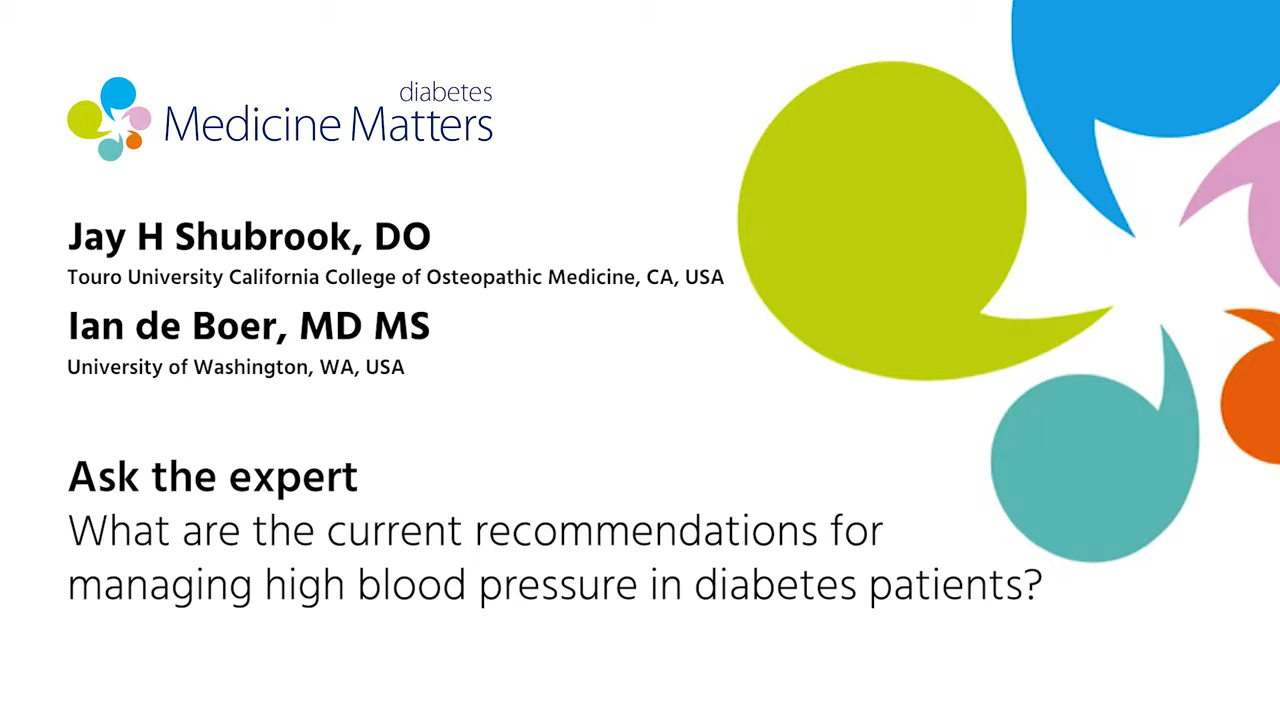 diabetes
Medicine Matters
Jay H Shubrook, DO
Touro University California College of Osteopathic Medicine, CA, USA
Ian de Boer, MD MS
University of Washington, WA, USA
Ask the expert
What are the current recommendations for
managing high blood pressure in diabetes patients?